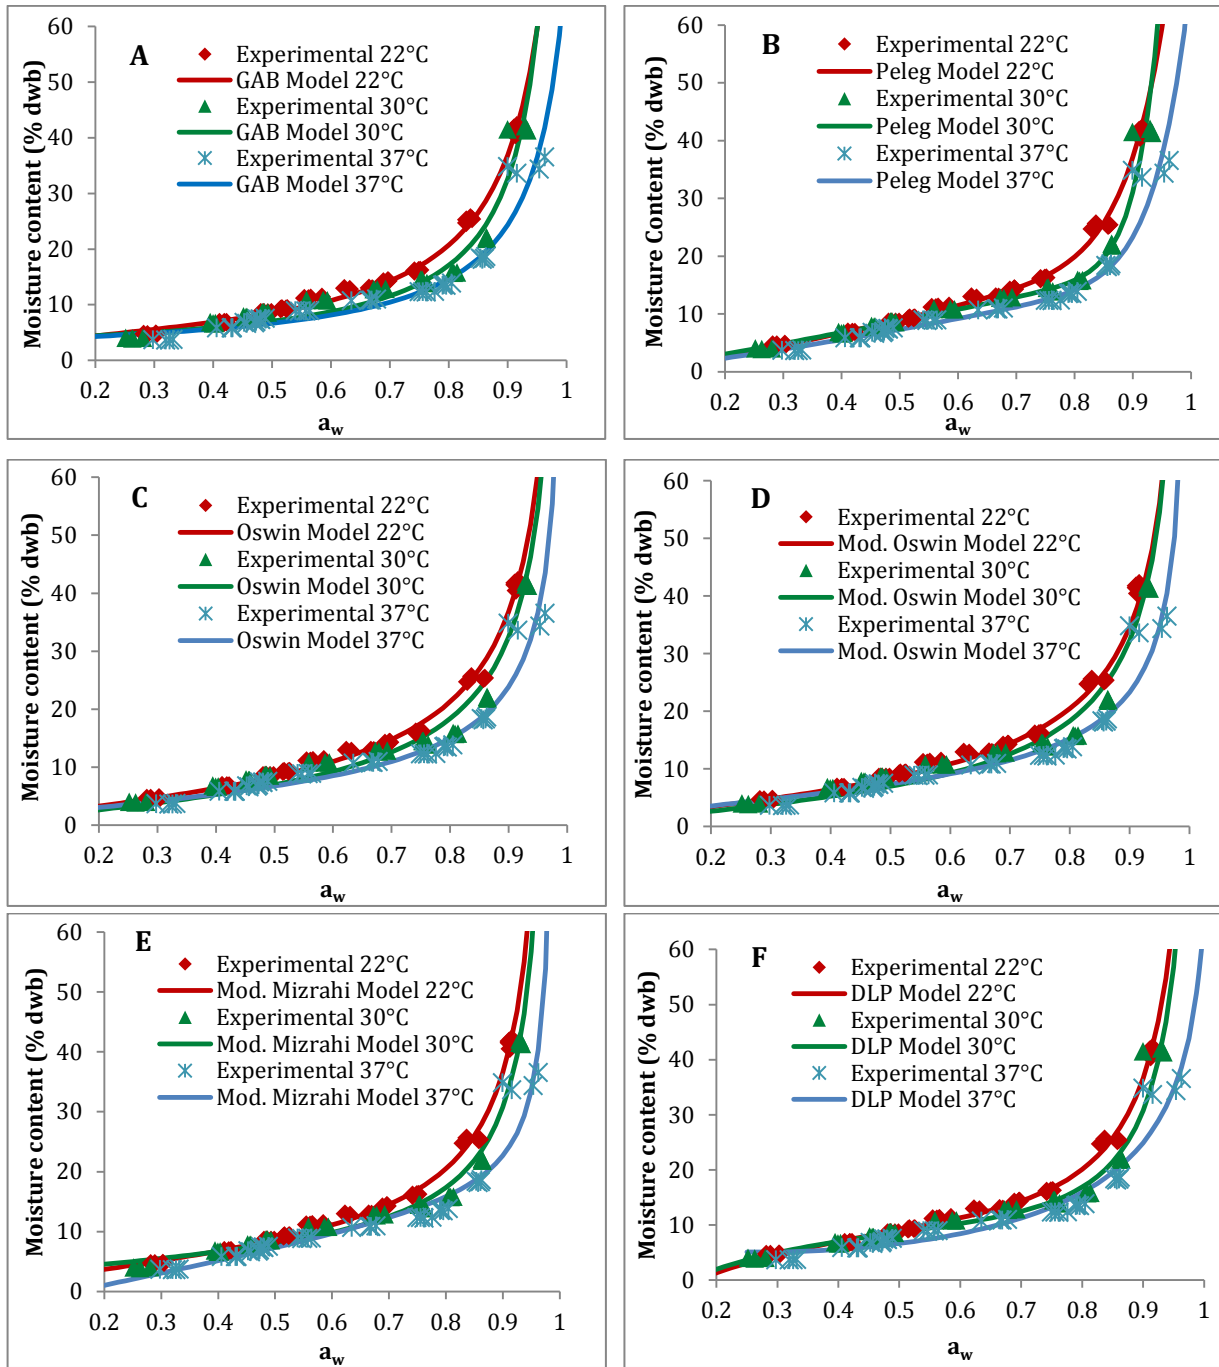 A
Experimental 22°C
GAB Model 22°C
Experimental 30°C
GAB Model 30°C
Experimental 37°C
GAB Model 37°C
Moisture content (% dwb)
60
50
40
30
20
10
0
0.2 0.3 0.4 0.5 0.6 0.7 0.8 0.9 1
aw
B
Experimental 22°C
Peleg Model 22°C
Experimental 30°C
Peleg Model 30°C
Experimental 37°C
Peleg Model 37°C
Moisture Content (% dwb)
60
50
40
30
20
10
0
0.2 0.3 0.4 0.5 0.6 0.7 0.8 0.9 1
aw
C
Experimental 22°C
Oswin Model 22°C
Experimental 30°C
Oswin Model 30°C
Experimental 37°C
Oswin Model 37°C
Moisture content (% dwb)
60
50
40
30
20
10
0
0.2 0.3 0.4 0.5 0.6 0.7 0.8 0.9 1
aw
D
Experimental 22°C
Mod. Oswin Model 22°C
Experimental 30°C
Mod. Oswin Model 30°C
Experimental 37°C
Mod. Oswin Model 37°C
Moisture content (% dwb)
60
50
40
30
20
10
0
0.2 0.3 0.4 0.5 0.6 0.7 0.8 0.9 1
aw
E
Experimental 22°C
Mod. Mizrahi Model 22°C
Experimental 30°C
Mod. Mizrahi Model 30°C
Experimental 37°C
Mod. Mizrahi Model 37°C
Moisture content (% dwb)
60
50
40
30
20
10
0
0.2 0.3 0.4 0.5 0.6 0.7 0.8 0.9 1
aw
F
Experimental 22°C
DLP Model 22°C
Experimental 30°C
DLP Model 30°C
Experimental 37°C
DLP Model 37°C
Moisture content (% dwb)
60
50
40
30
20
10
0
0.2 0.3 0.4 0.5 0.6 0.7 0.8 0.9 1
aw